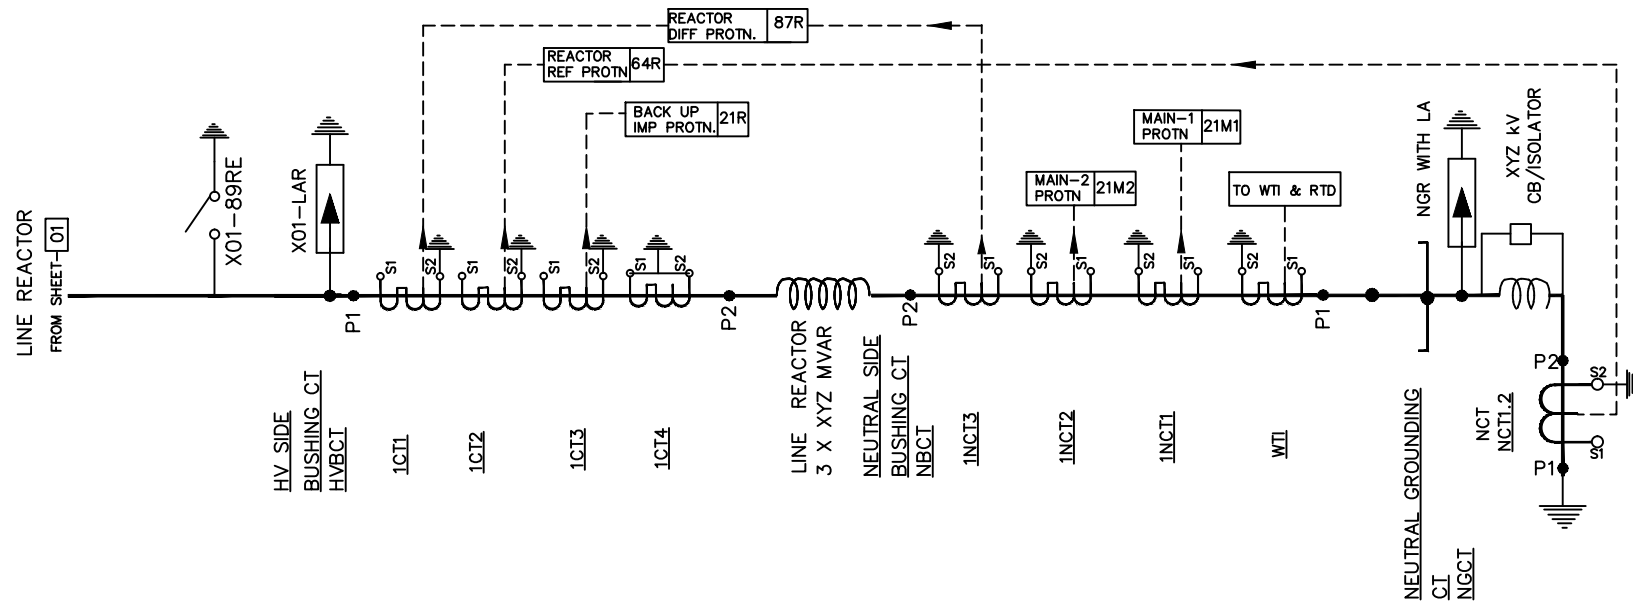 REACTOR
DIFF PROTN.
87R
REACTOR
REF PROTN
64R
BACK UP
IMP PROTN.
21R
MAIN-1
PROTN
21M1
MAIN-2
PROTN
21M2
TO WTI & RTD
LINE REACTOR
FROM SHEET-01
X01-89RE
X01-LAR
NGR WITH LA
XYZ kV
CB/ISOLATOR
P1
S1
S2
S1
S2
S1
S2
S1
S2
P2
P2
S2
S1
S2
S1
S2
S1
S2
S1
P1
HV SIDE
BUSHING CT
HVBCT
1CT1
1CT2
1CT3
1CT4
LINE REACTOR
3 X XYZ MVAR
NEUTRAL SIDE
BUSHING CT
NBCT
1NCT3
1NCT2
1NCT1
WTI
NEUTRAL GROUNDING
CT
NGCT
NCT
NCT1.2
P2
S2
S1
P1